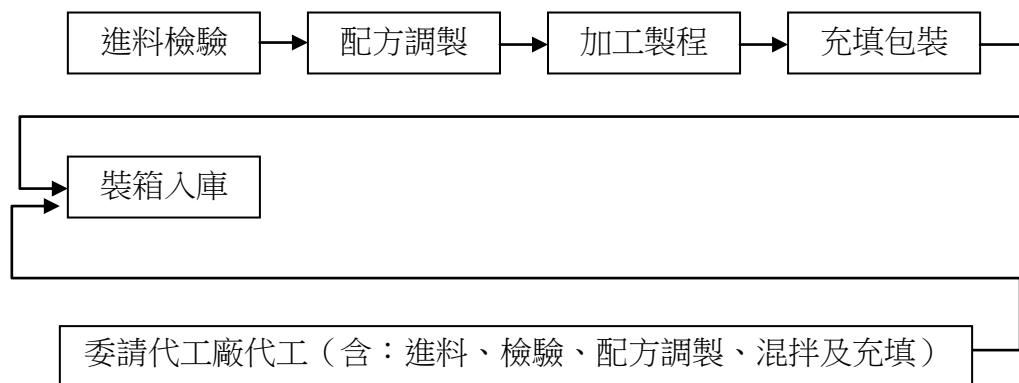 進料檢驗
配方調製
加工製程
充填包裝
裝箱入庫
委請代工廠代工（含：進料、檢驗、配方調製、混拌及充填）